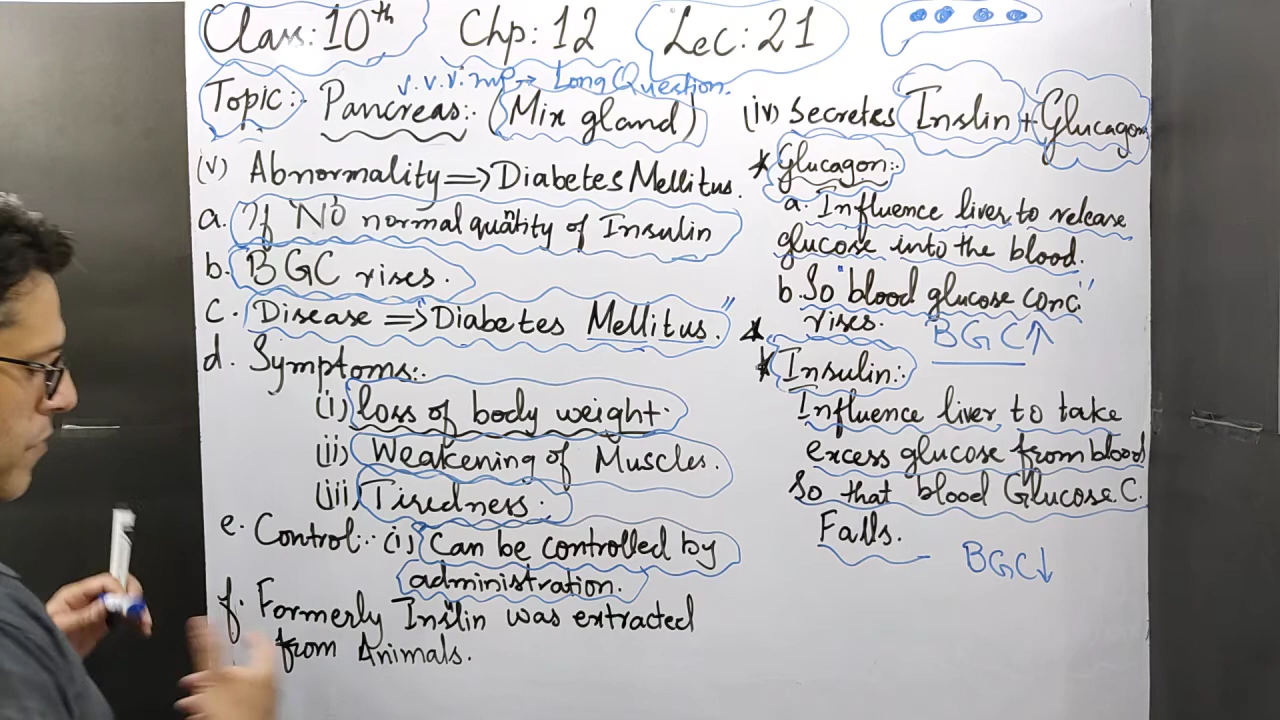 Class: 10th Chp: 12 Lec: 21
v.v.v. imp → Long Question.
Topic:- Pancreas:- (Mix gland)
(v) Abnormality => Diabetes Mellitus.
a. If No normal quantity of Insulin
b. BGC rises.
c. Disease => "Diabetes Mellitus."
d. Symptoms:-
(i) loss of body weight.
(ii) Weakening of Muscles.
(iii) Tiredness.
e. Control:- (i) Can be controlled by
administration.
f. Formerly Inslin was extracted
from Animals.
(iv) Secretes Inslin + Glucagon
* Glucagon:-
a. Influence liver to release
glucose into the blood.
b. So "blood glucose conc."
rises. BGC↑
* Insulin:-
Influence liver to take
excess glucose from blood
So that blood Glucose C.
Falls.
BGC↓